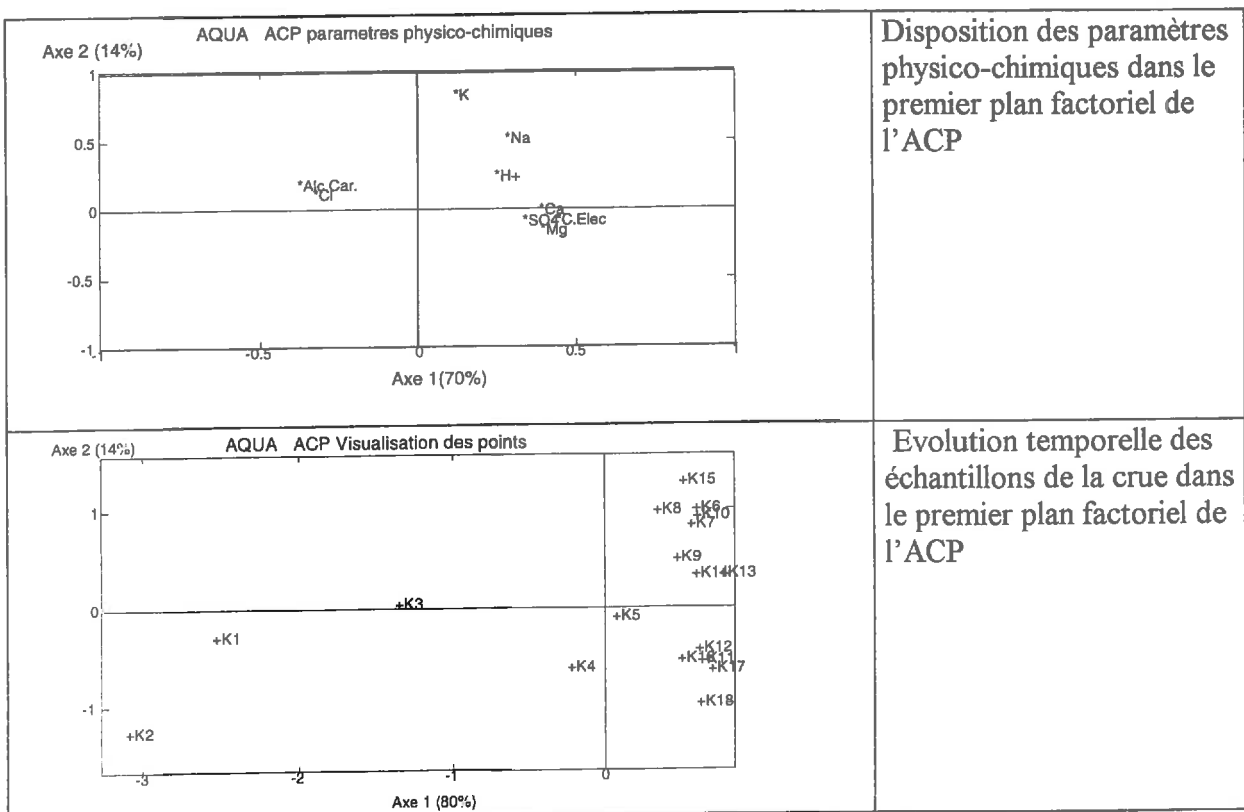 AQUA ACP parametres physico-chimiques
Axe 2 (14%)
1
0.5
0
-0.5
-1
*K
*Na
*H+
*Alc Car.
*Cl
*Ca
*SO4*C.Elec
*Mg
-1
-0.5
0
0.5
Axe 1(70%)
Disposition des paramètres
physico-chimiques dans le
premier plan factoriel de
l'ACP
AQUA ACP Visualisation des points
Axe 2 (14%)
1
0
-1
+K15
+K8
+K6
+K10
+K7
+K9
+K14
+K13
+K3
+K5
+K1
+K12
+K11
+K4
+K17
+K18
+K2
-3
-2
-1
0
Axe 1 (80%)
Evolution temporelle des
échantillons de la crue dans
le premier plan factoriel de
l'ACP